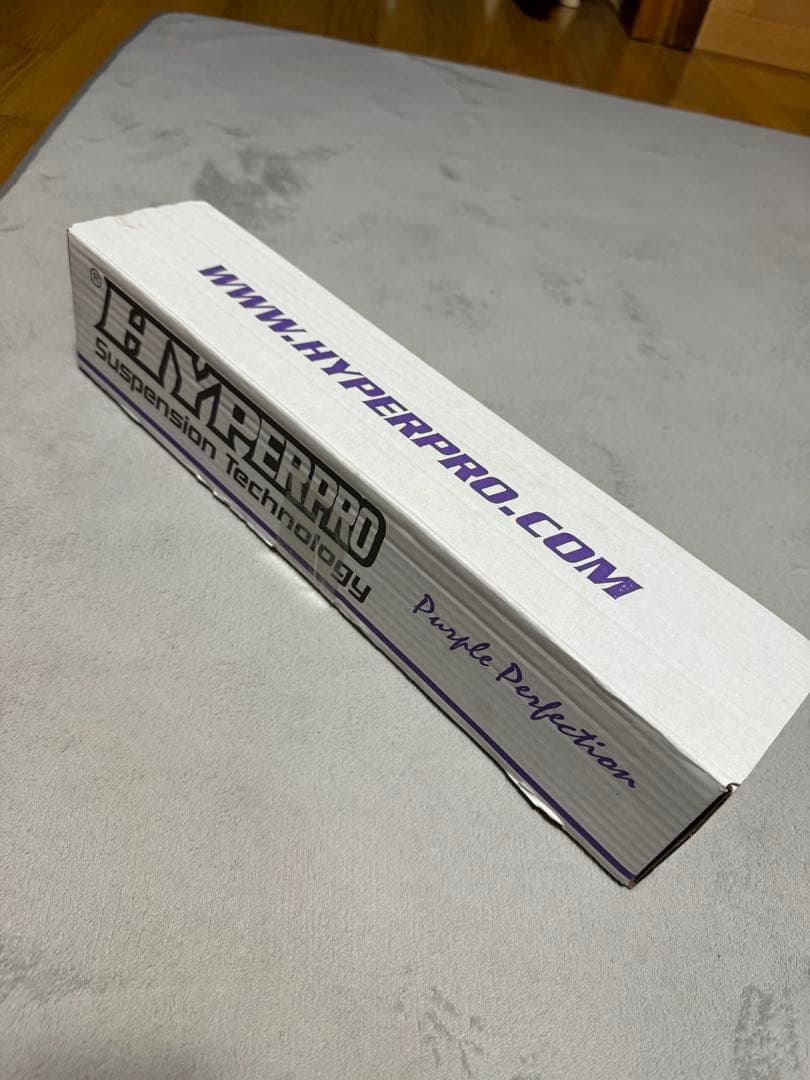 WWW.HYPERPRO.COM
® HYPERPRO
Suspension Technology
Purple Perfection